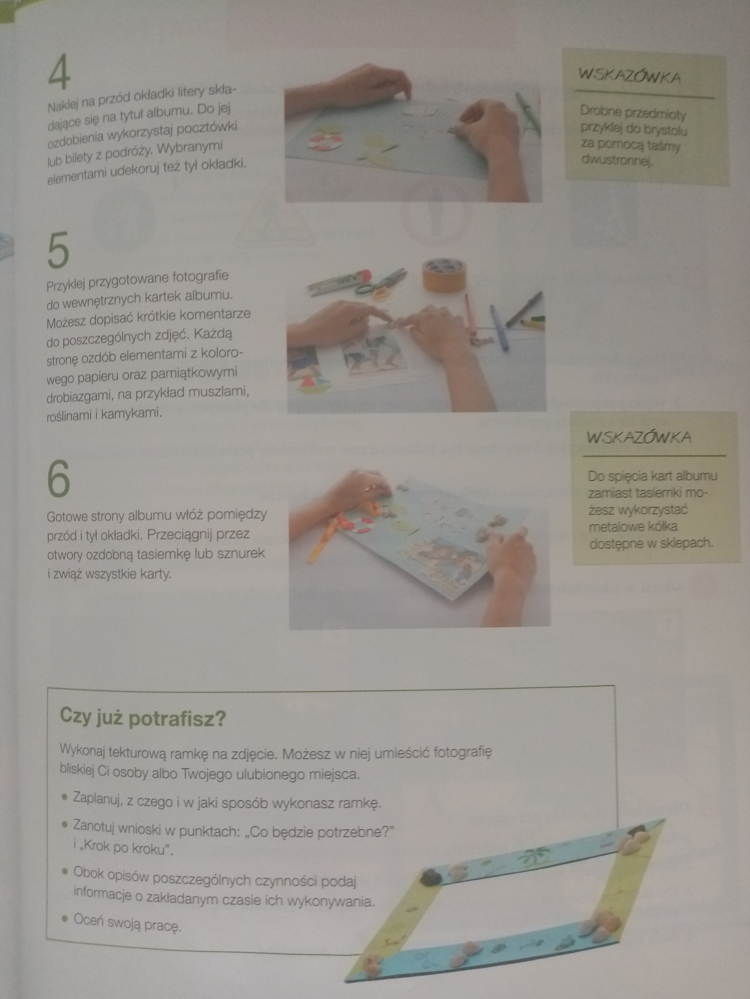 4
Naklej na przód okładki litery skła-
dające się na tytuł albumu. Do jej
ozdobienia wykorzystaj pocztówki
lub bilety z podróży. Wybranymi
elementami udekoruj też tył okładki.
WSKAZÓWKA
Drobne przedmioty
przyklej do brystolu
za pomocą taśmy
dwustronnej.
5
Przyklej przygotowane fotografie
do wewnętrznych kartek albumu.
Możesz dopisać krótkie komentarze
do poszczególnych zdjęć. Każdą
stronę ozdób elementami z koloro-
wego papieru oraz pamiątkowymi
drobiazgami, na przykład muszlami,
roślinami i kamykami.
6
Gotowe strony albumu włóż pomiędzy
przód i tył okładki. Przeciągnij przez
otwory ozdobną tasiemkę lub sznurek
i zwiąż wszystkie karty.
WSKAZÓWKA
Do spięcia kart albumu
zamiast tasiemki mo-
żesz wykorzystać
metalowe kółka
dostępne w sklepach.
Czy już potrafisz?
Wykonaj tekturową ramkę na zdjęcie. Możesz w niej umieścić fotografię
bliskiej Ci osoby albo Twojego ulubionego miejsca.
• Zaplanuj, z czego i w jaki sposób wykonasz ramkę.
• Zanotuj wnioski w punktach: „Co będzie potrzebne?”
i „Krok po kroku”.
• Obok opisów poszczególnych czynności podaj
informacje o zakładanym czasie ich wykonywania.
• Oceń swoją pracę.